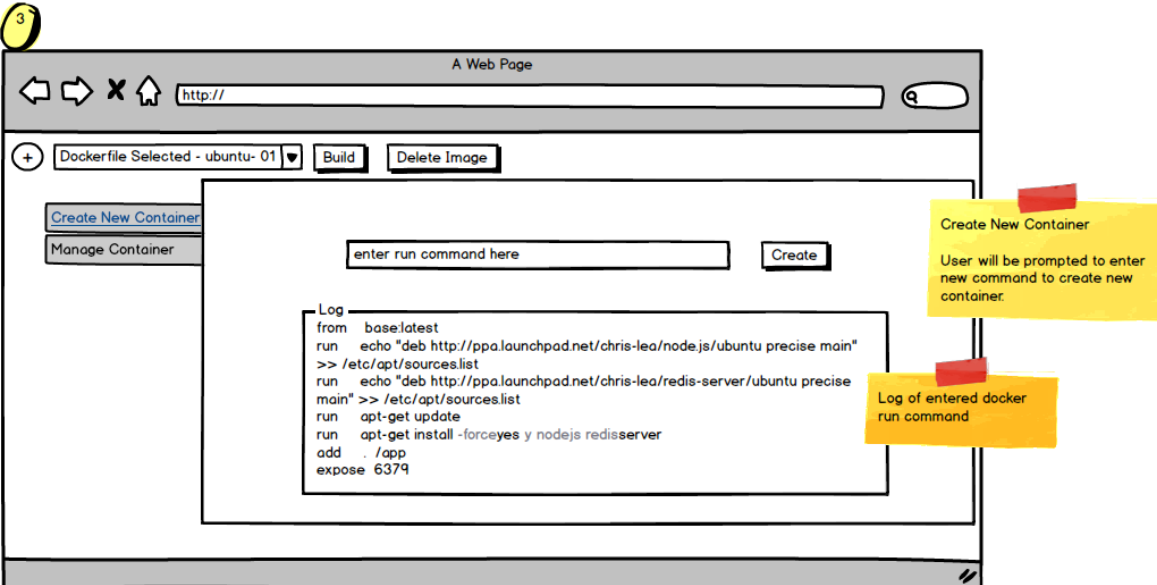 3
A Web Page
http://
+
Dockerfile Selected - ubuntu- 01
Build
Delete Image
Create New Container
Manage Container
enter run command here
Create
Log
from base:latest
run echo "deb http://ppa.launchpad.net/chris-lea/node.js/ubuntu precise main"
>> /etc/apt/sources.list
run echo "deb http://ppa.launchpad.net/chris-lea/redis-server/ubuntu precise
main" >> /etc/apt/sources.list
run apt-get update
run apt-get install -forceyes y nodejs redisserver
add . /app
expose 6379
Create New Container
User will be prompted to enter
new command to create new
container.
Log of entered docker
run command